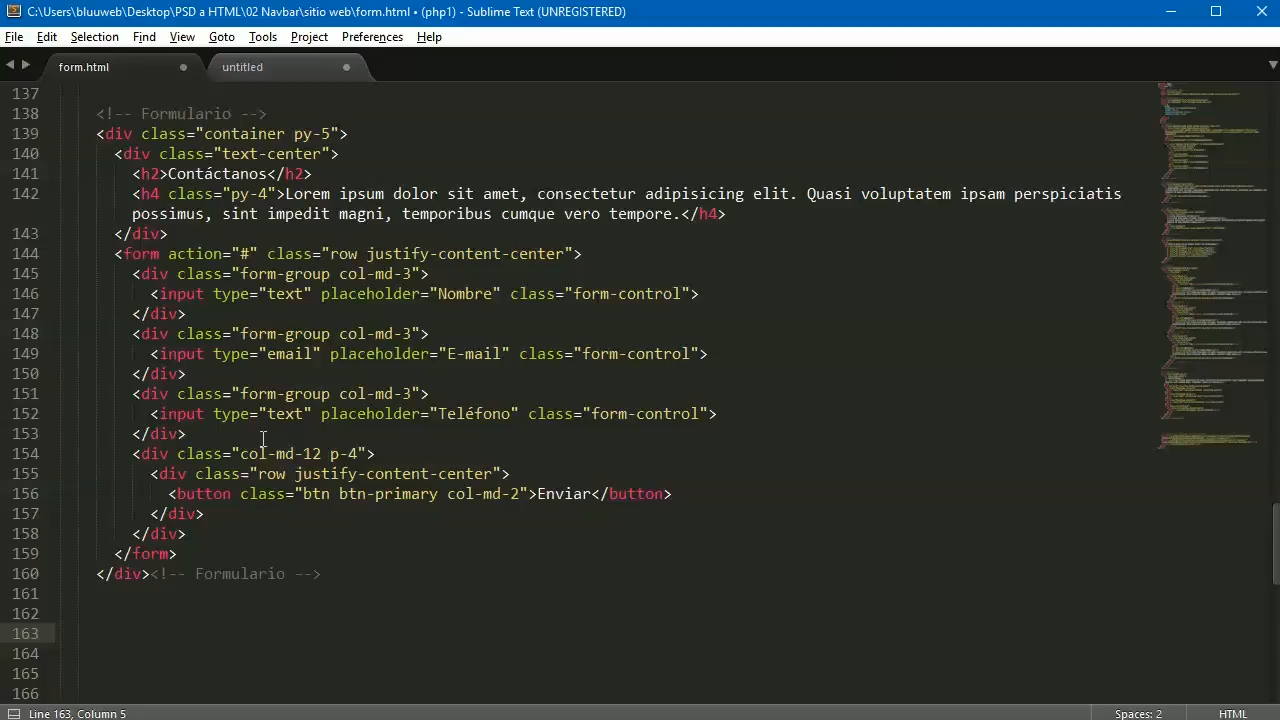 C:\Users\bluuweb\Desktop\PSD a HTML\02 Navbar\sitio web\form.html • (php1) - Sublime Text (UNREGISTERED)
File Edit Selection Find View Goto Tools Project Preferences Help
form.html untitled
137
138 <!-- Formulario -->
139 <div class="container py-5">
140 <div class="text-center">
141 <h2>Contáctanos</h2>
142 <h4 class="py-4">Lorem ipsum dolor sit amet, consectetur adipisicing elit. Quasi voluptatem ipsam perspiciatis
possimus, sint impedit magni, temporibus cumque vero tempore.</h4>
143 </div>
144 <form action="#" class="row justify-content-center">
145 <div class="form-group col-md-3">
146 <input type="text" placeholder="Nombre" class="form-control">
147 </div>
148 <div class="form-group col-md-3">
149 <input type="email" placeholder="E-mail" class="form-control">
150 </div>
151 <div class="form-group col-md-3">
152 <input type="text" placeholder="Teléfono" class="form-control">
153 </div>
154 <div class="col-md-12 p-4">
155 <div class="row justify-content-center">
156 <button class="btn btn-primary col-md-2">Enviar</button>
157 </div>
158 </div>
159 </form>
160 </div><!-- Formulario -->
161
162
163
164
165
166
Line 163, Column 5 Spaces: 2 HTML